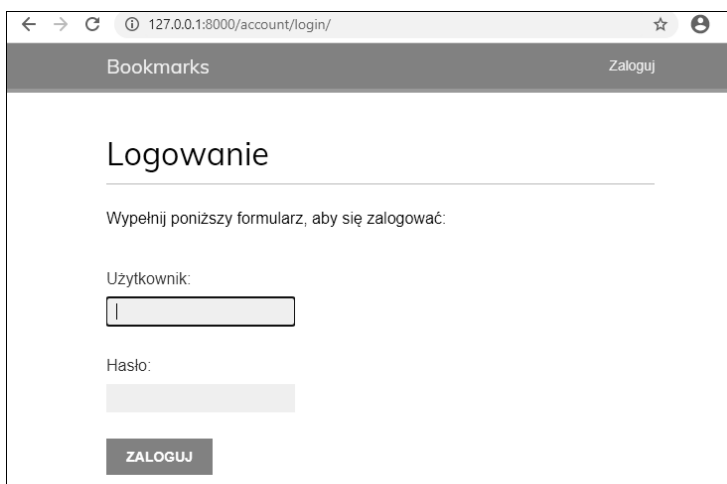 127.0.0.1:8000/account/login/
Bookmarks
Zaloguj
Logowanie
Wypełnij poniższy formularz, aby się zalogować:
Użytkownik:
Hasło:
ZALOGUJ